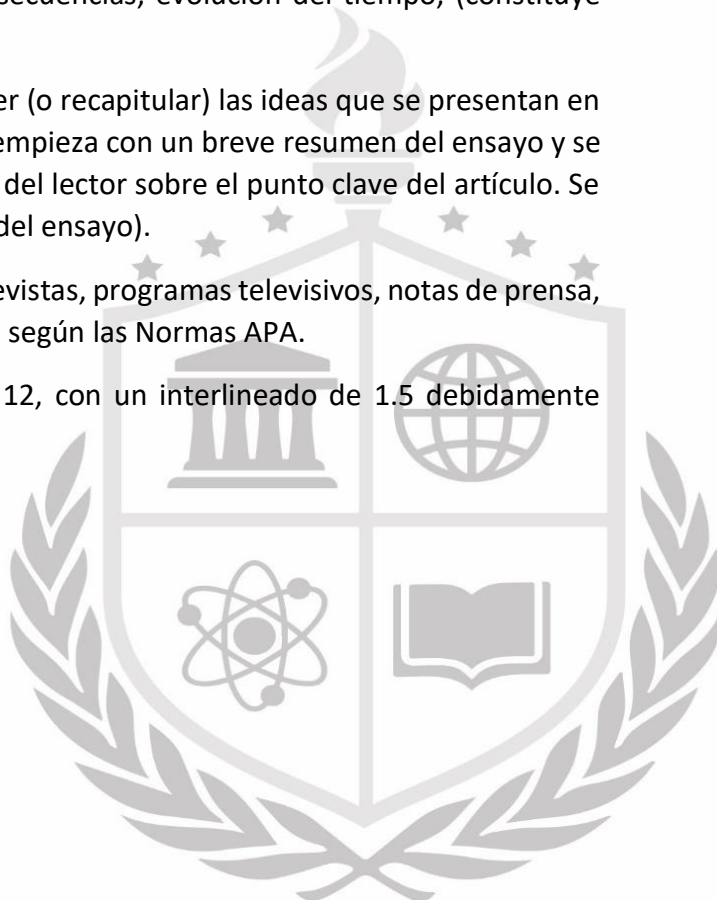 secuencias, evolución del tiempo, (constituye
er (o recapitular) las ideas que se presentan en
empieza con un breve resumen del ensayo y se
del lector sobre el punto clave del artículo. Se
del ensayo).
evistas, programas televisivos, notas de prensa,
según las Normas APA.
12, con un interlineado de 1.5 debidamente